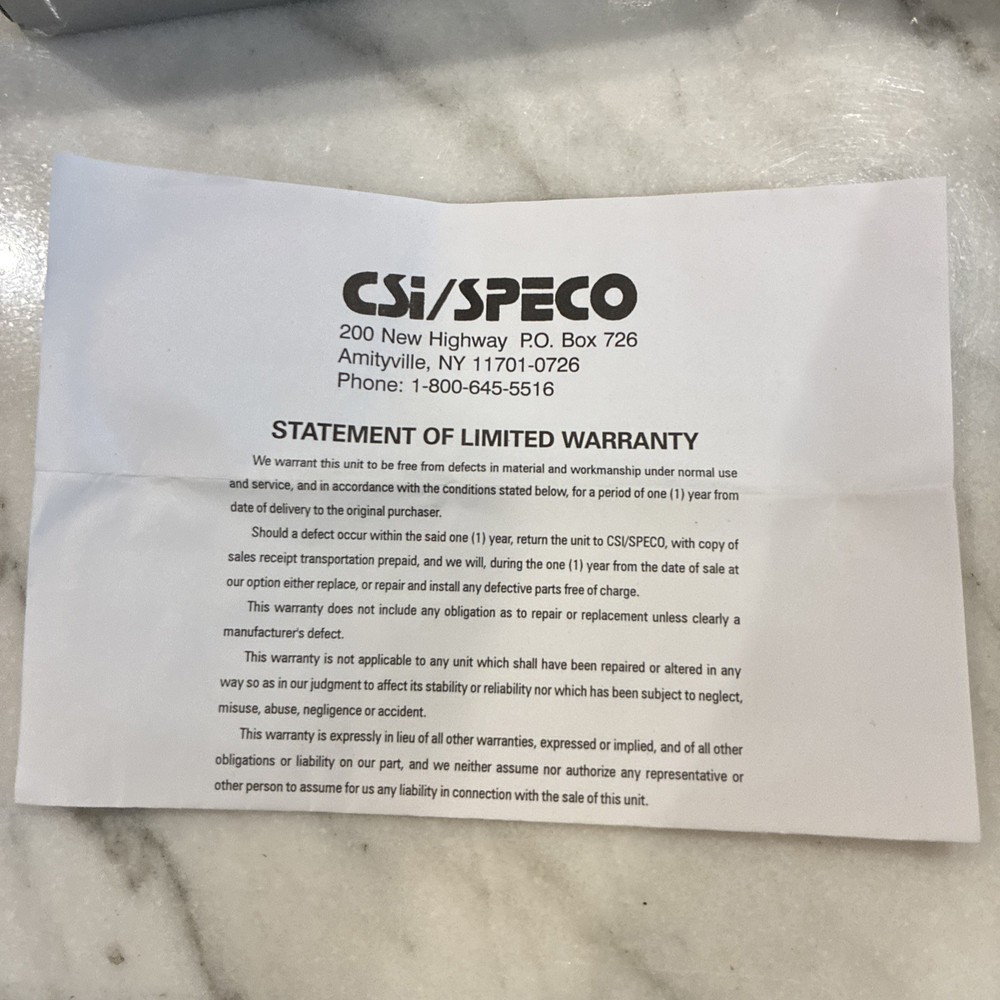 CSi/SPECO
200 New Highway P.O. Box 726
Amityville, NY 11701-0726
Phone: 1-800-645-5516
STATEMENT OF LIMITED WARRANTY
We warrant this unit to be free from defects in material and workmanship under normal use
and service, and in accordance with the conditions stated below, for a period of one (1) year from
date of delivery to the original purchaser.
Should a defect occur within the said one (1) year, return the unit to CSI/SPECO, with copy of
sales receipt transportation prepaid, and we will, during the one (1) year from the date of sale at
our option either replace, or repair and install any defective parts free of charge.
This warranty does not include any obligation as to repair or replacement unless clearly a
manufacturer's defect.
This warranty is not applicable to any unit which shall have been repaired or altered in any
way so as in our judgment to affect its stability or reliability nor which has been subject to neglect,
misuse, abuse, negligence or accident.
This warranty is expressly in lieu of all other warranties, expressed or implied, and of all other
obligations or liability on our part, and we neither assume nor authorize any representative or
other person to assume for us any liability in connection with the sale of this unit.